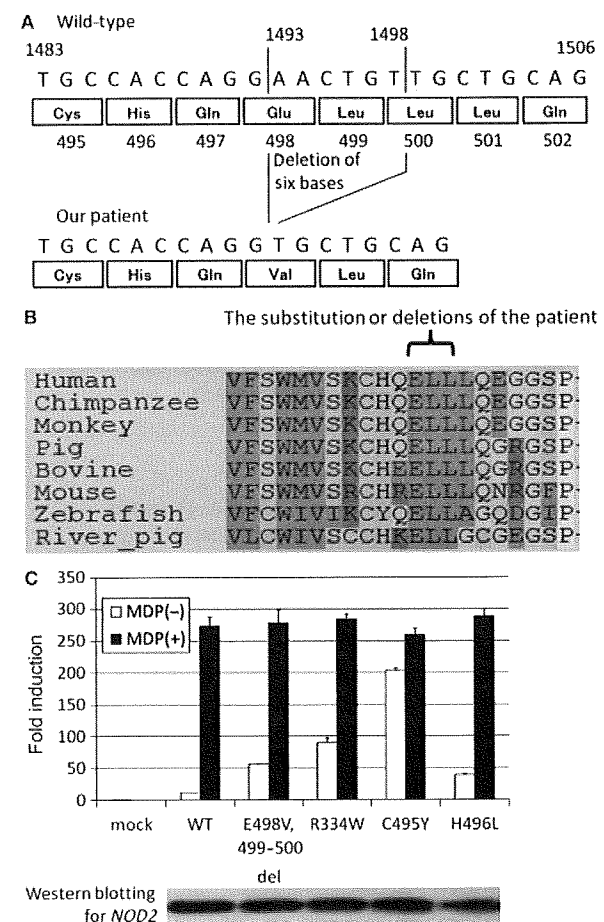 A Wild-type
1493 1498
1483 1506
T G C C A C C A G G A A C T G T T G C T G C A G
Cys His Gln Glu Leu Leu Leu Gln
495 496 497 498 499 500 501 502
Deletion of
six bases
Our patient
T G C C A C C A G G T G C T G C A G
Cys His Gln Val Leu Gln
B The substitution or deletions of the patient
Human VFSWMVSKCHQELLLQEGGSP-
Chimpanzee VFSWMVSKCHQELLLQEGGSP-
Monkey VFSWMVSKCHQELLLQEGGSP-
Pig VFSWMVSKCHQELLLQGRGSP-
Bovine VFSWMVSKCHEELLLQGRGSP-
Mouse VFSWMVSRCHRELLLQNRGFP-
Zebrafish VFCWIVIKCYQELLAGQDGIP-
River_pig VLCWIVSCCHKELLGCGEGSP-
C
350
300
250
200
150
100
50
0
Fold induction
MDP(−)
MDP(+)
mock WT E498V, R334W C495Y H496L
499-500
del
Western blotting
for NOD2